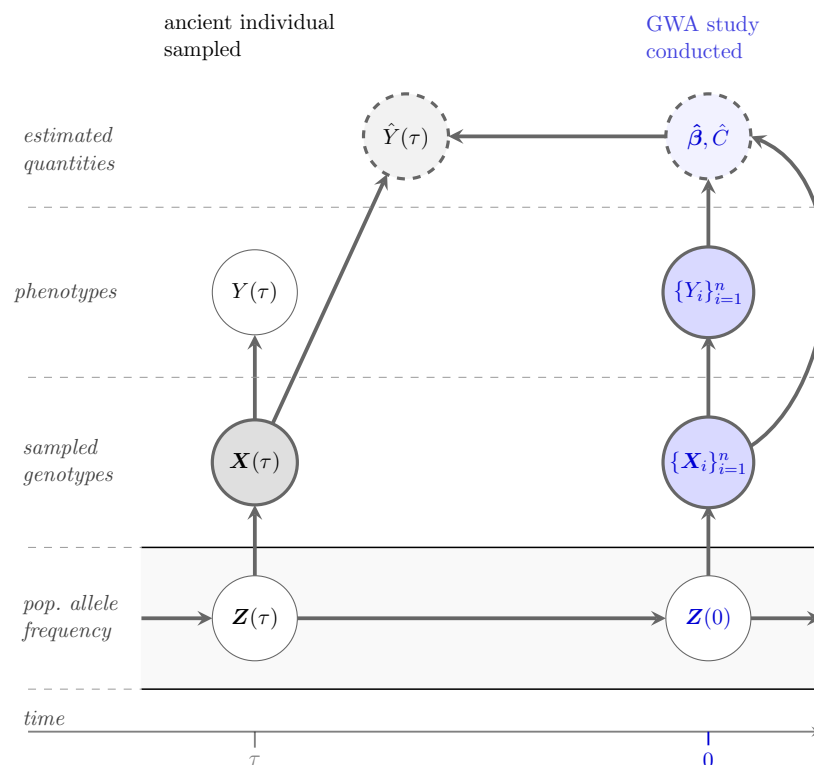 ancient individual
sampled
GWA study
conducted
estimated
quantities
Ŷ(τ)
β̂, Ĉ
phenotypes
Y(τ)
{Y_i}_{i=1}^n
sampled
genotypes
X(τ)
{X_i}_{i=1}^n
pop. allele
frequency
Z(τ)
Z(0)
time
τ
0